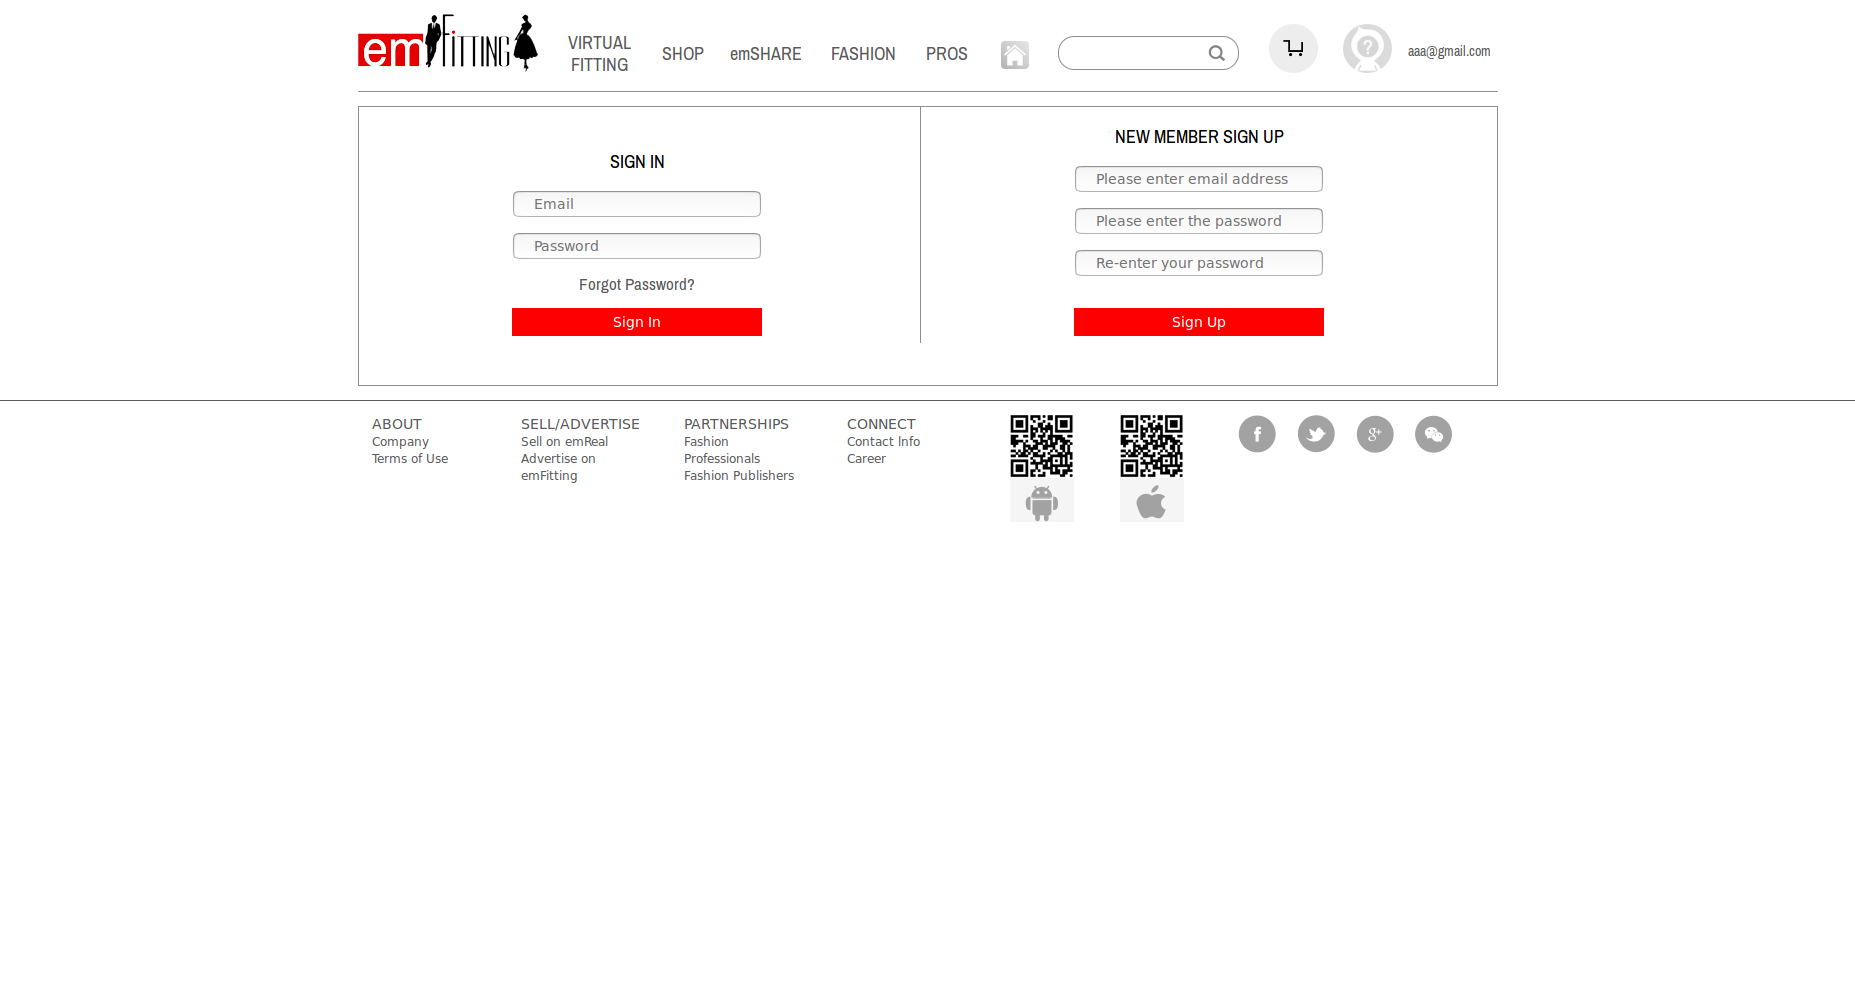 emFITTING
VIRTUAL
FITTING
SHOP
emSHARE
FASHION
PROS
?
aaa@gmail.com
SIGN IN
Email
Password
Forgot Password?
Sign In
NEW MEMBER SIGN UP
Please enter email address
Please enter the password
Re-enter your password
Sign Up
ABOUT
Company
Terms of Use
SELL/ADVERTISE
Sell on emReal
Advertise on
emFitting
PARTNERSHIPS
Fashion
Professionals
Fashion Publishers
CONNECT
Contact Info
Career
f
g+